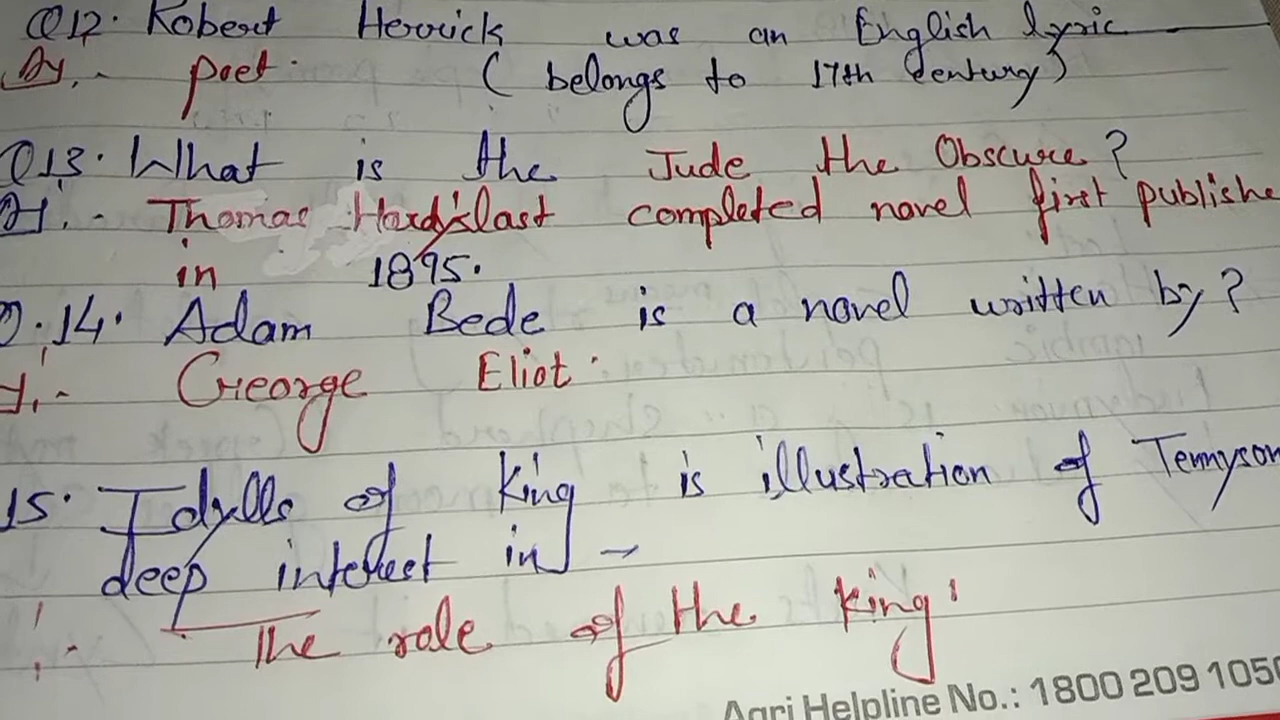 Q12. Robert Herrick was an English lyric
poet. (belongs to 17th Century)
Q13. What is the Jude the Obscure?
Thomas Hardy's last completed novel first publishe
in 1895.
Q.14. Adam Bede is a novel written by?
George Eliot.
15. Idylls of King is illustration of Tennyson
deep interest in -
The role of the king.
Agri Helpline No.: 1800 209 1050